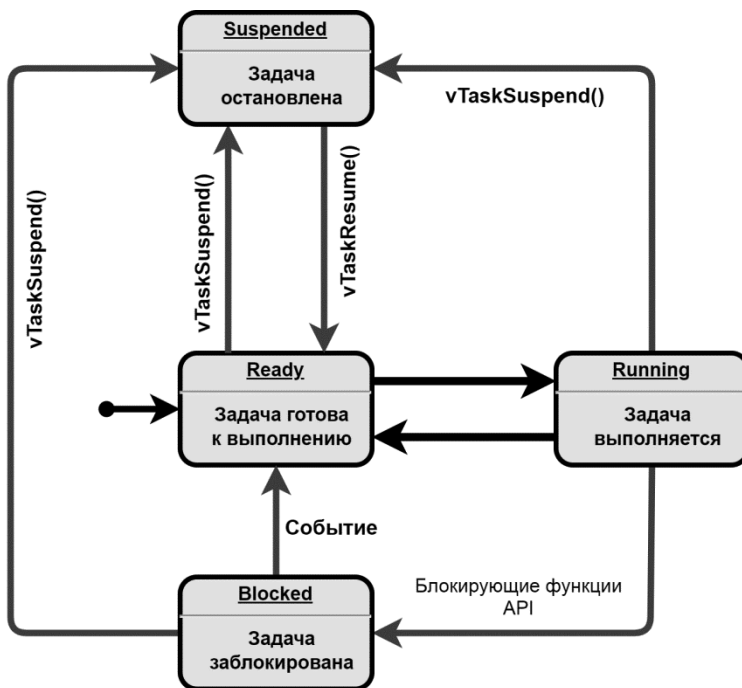 Suspended
Задача
остановлена
vTaskSuspend()
vTaskSuspend()
vTaskSuspend()
vTaskResume()
Ready
Задача готова
к выполнению
Running
Задача
выполняется
Событие
Blocked
Задача
заблокирована
Блокирующие функции
API